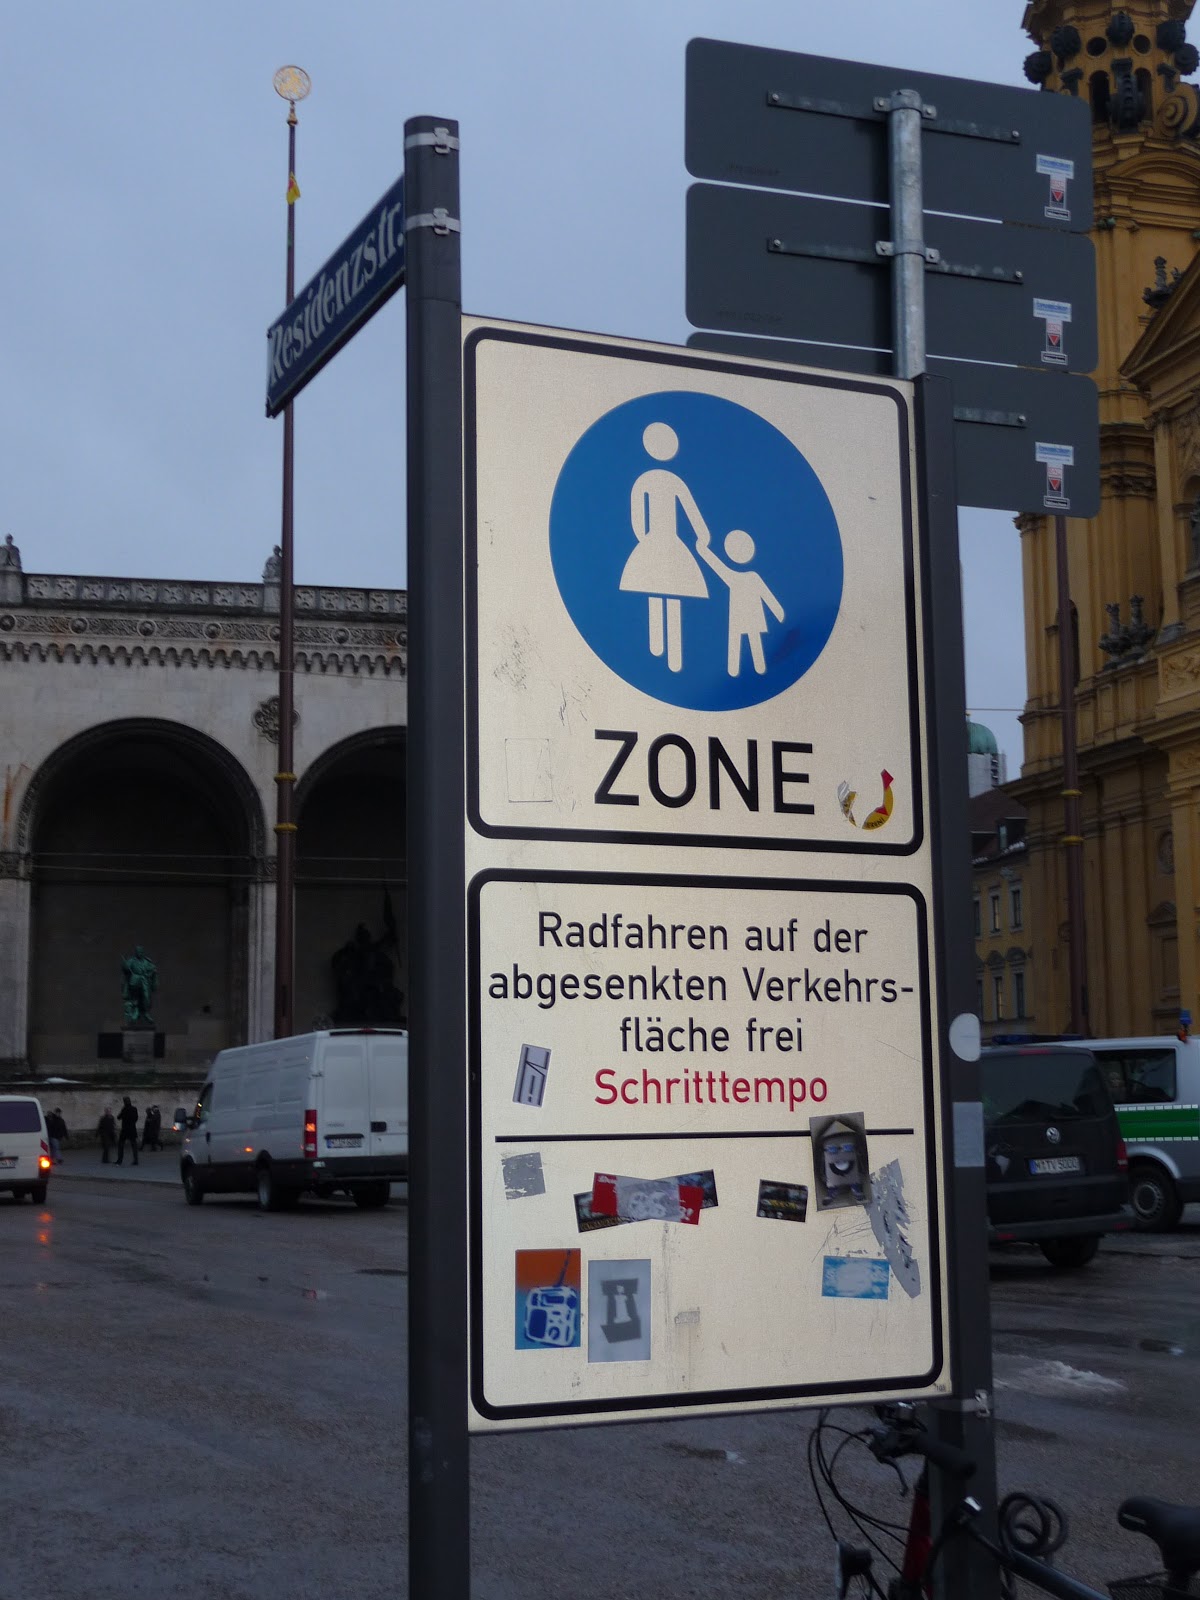 Residenzstr.
ZONE
Radfahren auf der
abgesenkten Verkehrs-
fläche frei
Schritttempo